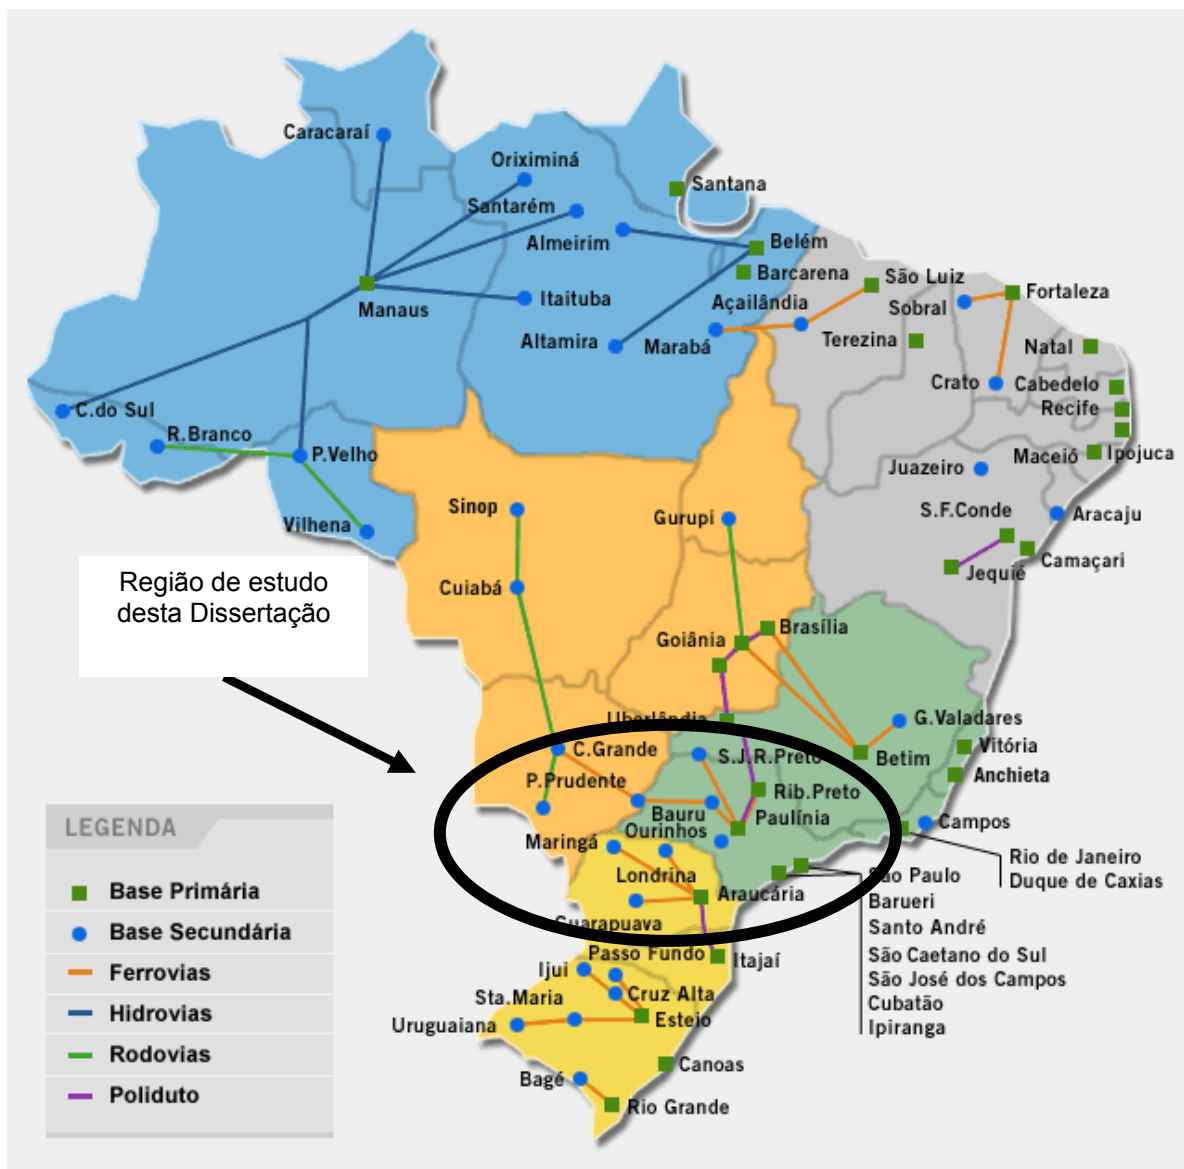 Caracaraí
Oriximiná
Santana
Santarém
Almeirim
Belém
Barcarena
São Luiz
Manaus
Itaituba
Açailândia
Sobral
Fortaleza
Altamira
Marabá
Terezina
Natal
Crato
Cabedelo
C.do Sul
Recife
R.Branco
P.Velho
Maceió
Ipojuca
Juazeiro
Sinop
Gurupi
S.F.Conde
Aracaju
Vilhena
Camaçari
Jequié
Região de estudo
desta Dissertação
Cuiabá
Brasília
Goiânia
Uberlândia
G.Valadares
C.Grande
S.J.R.Preto
Betim
Vitória
P.Prudente
Anchieta
Rib.Preto
Bauru
Paulínia
Campos
Ourinhos
Maringá
Rio de Janeiro
Duque de Caxias
Londrina
São Paulo
Araucária
Barueri
Guarapuava
Santo André
Passo Fundo
Itajaí
São Caetano do Sul
Ijui
São José dos Campos
Sta.Maria
Cruz Alta
Cubatão
Uruguaiana
Esteio
Ipiranga
Canoas
Bagé
Rio Grande
LEGENDA
Base Primária
Base Secundária
Ferrovias
Hidrovias
Rodovias
Poliduto